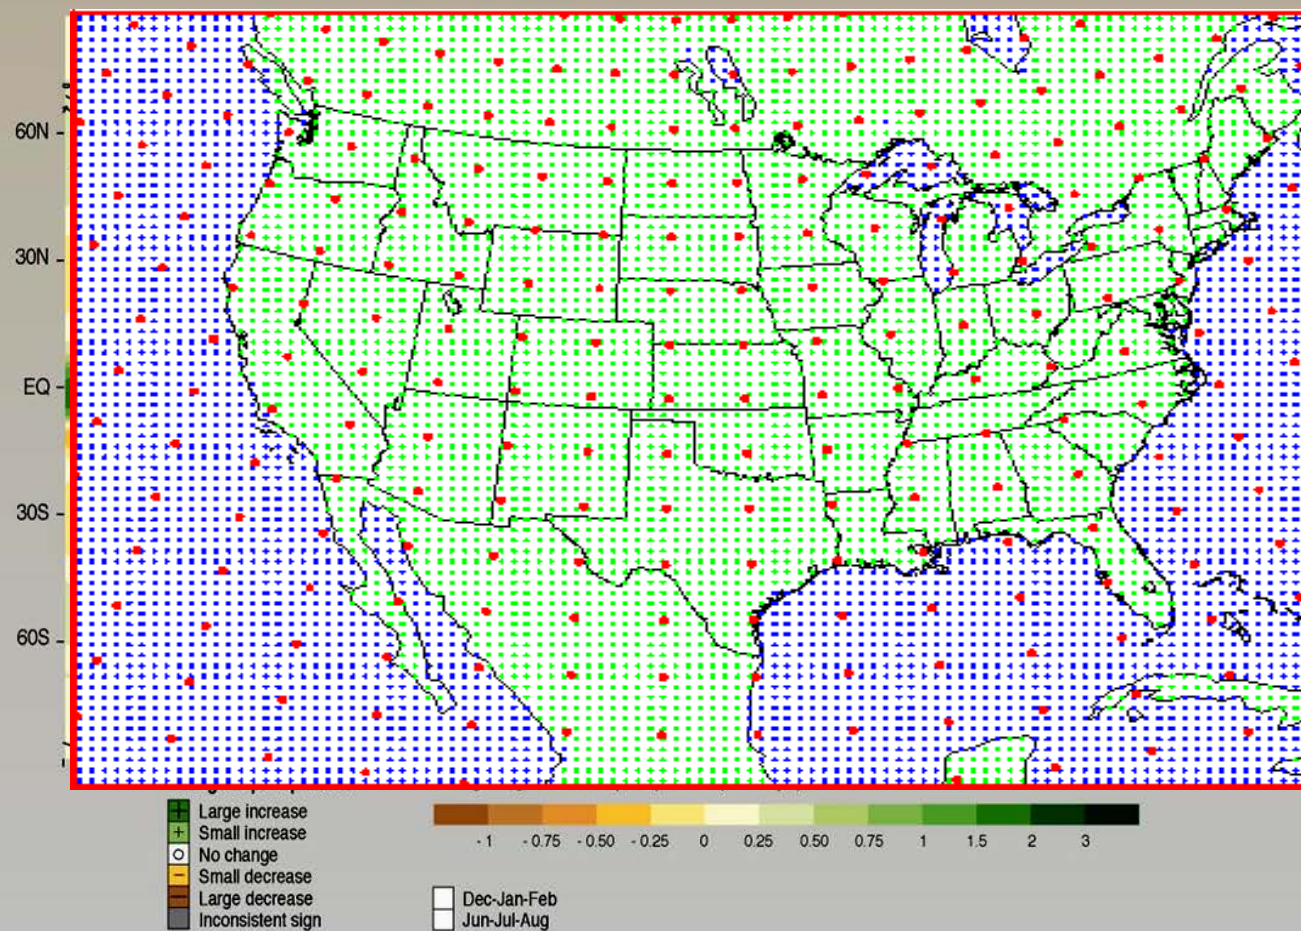 60N
30N
EQ
30S
60S
Large increase
Small increase
No change
Small decrease
Large decrease
Inconsistent sign
- 1 - 0.75 - 0.50 - 0.25 0 0.25 0.50 0.75 1 1.5 2 3
Dec-Jan-Feb
Jun-Jul-Aug